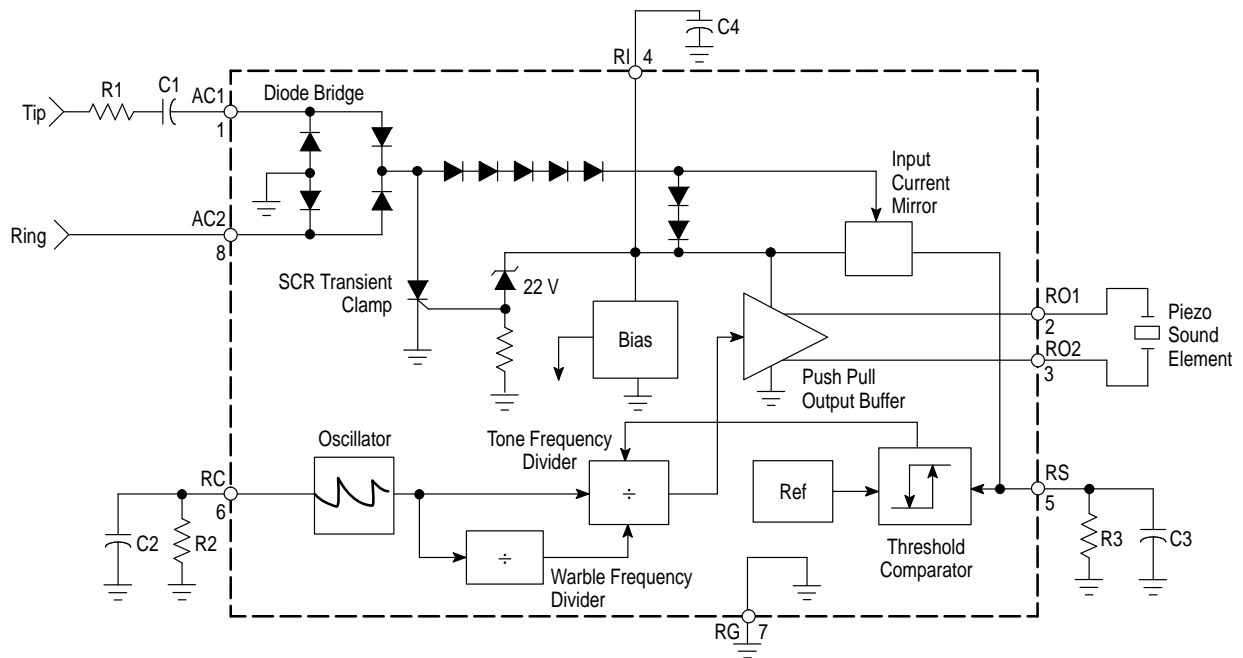 C4
RI
4
R1
C1
AC1
Diode Bridge
Tip
1
Input
Current
Mirror
AC2
Ring
8
SCR Transient
Clamp
22 V
RO1
2
Piezo
Sound
Element
Bias
RO2
3
Push Pull
Output Buffer
Oscillator
Tone Frequency
Divider
RC
6
÷
Ref
RS
5
C2
R2
÷
Warble Frequency
Divider
Threshold
Comparator
R3
C3
RG
7